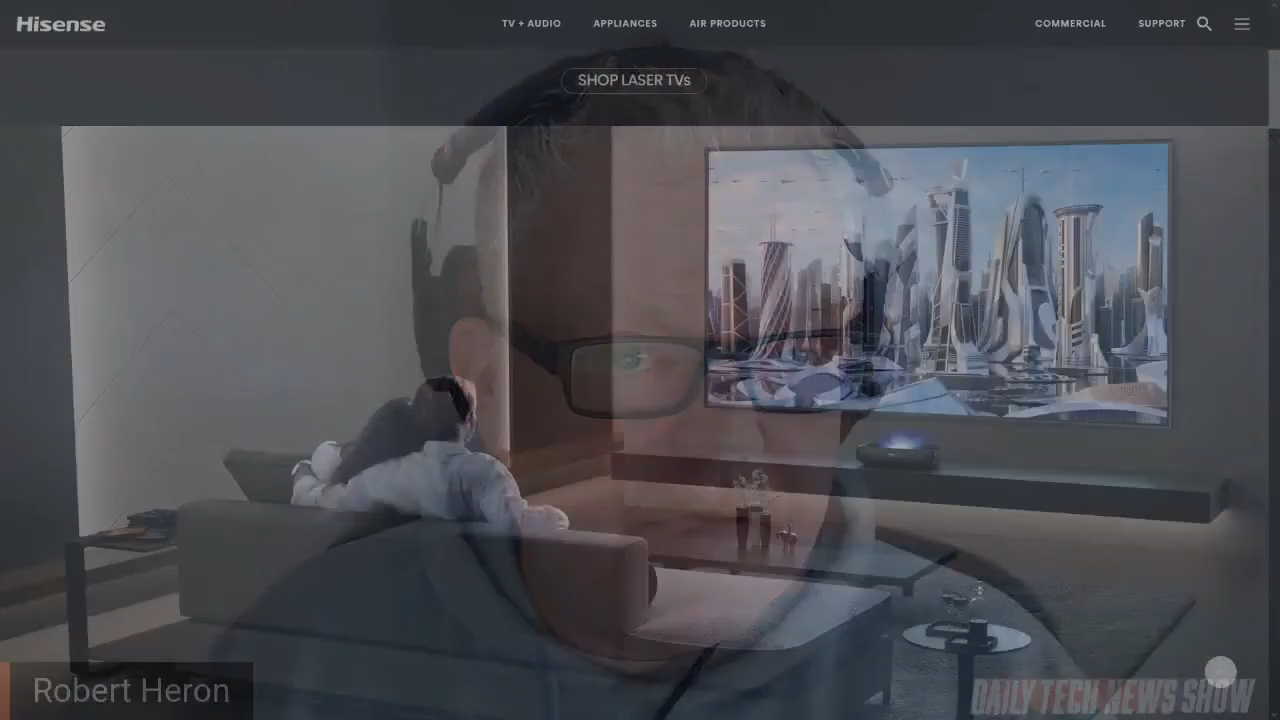 Hisense
TV + AUDIO
APPLIANCES
AIR PRODUCTS
COMMERCIAL
SUPPORT
SHOP LASER TVs
Robert Heron
DAILY TECH NEWS SHOW